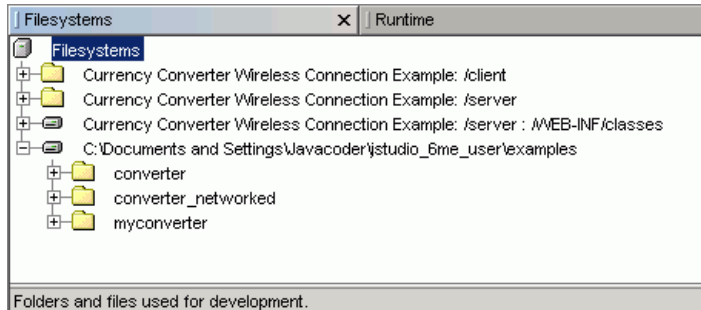 Filesystems
Runtime
Filesystems
Currency Converter Wireless Connection Example: /client
Currency Converter Wireless Connection Example: /server
Currency Converter Wireless Connection Example: /server : /WEB-INF/classes
C:\Documents and Settings\Javacoder\jstudio_6me_user\examples
converter
converter_networked
myconverter
Folders and files used for development.